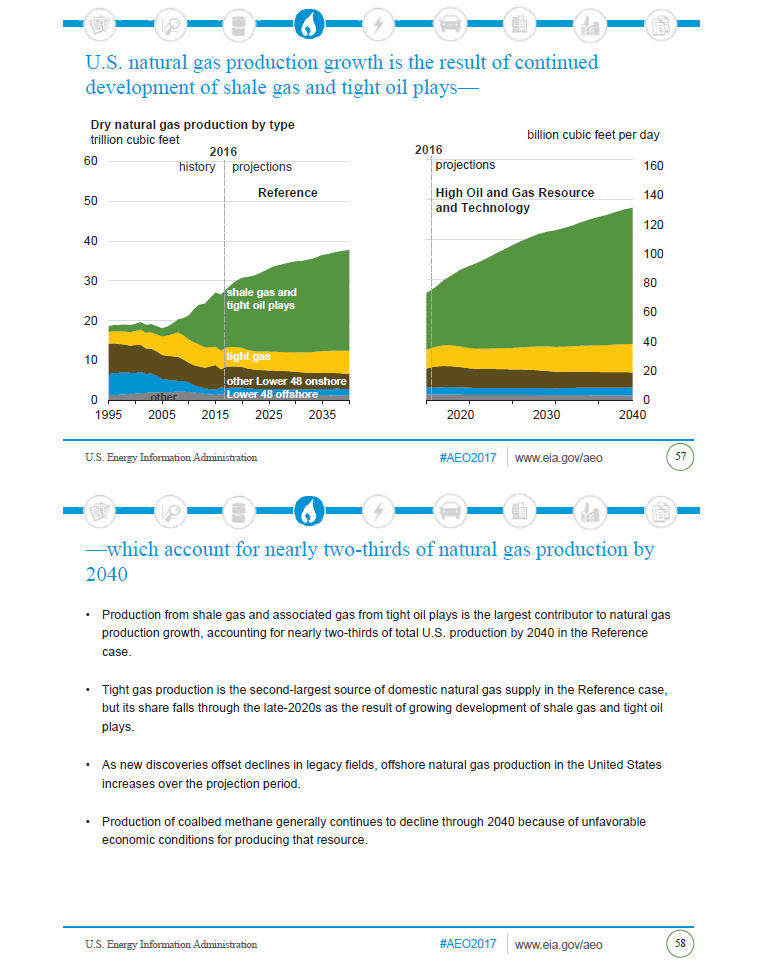 U.S. natural gas production growth is the result of continued
development of shale gas and tight oil plays—
Dry natural gas production by type
trillion cubic feet
billion cubic feet per day
2016
history
projections
Reference
60
50
40
30
20
10
0
shale gas and
tight oil plays
tight gas
other Lower 48 onshore
Lower 48 offshore
other
1995
2005
2015
2025
2035
2016
projections
High Oil and Gas Resource
and Technology
160
140
120
100
80
60
40
20
0
2020
2030
2040
U.S. Energy Information Administration
#AEO2017
www.eia.gov/aeo
57
—which account for nearly two-thirds of natural gas production by
2040
• Production from shale gas and associated gas from tight oil plays is the largest contributor to natural gas
production growth, accounting for nearly two-thirds of total U.S. production by 2040 in the Reference
case.
• Tight gas production is the second-largest source of domestic natural gas supply in the Reference case,
but its share falls through the late-2020s as the result of growing development of shale gas and tight oil
plays.
• As new discoveries offset declines in legacy fields, offshore natural gas production in the United States
increases over the projection period.
• Production of coalbed methane generally continues to decline through 2040 because of unfavorable
economic conditions for producing that resource.
U.S. Energy Information Administration
#AEO2017
www.eia.gov/aeo
58